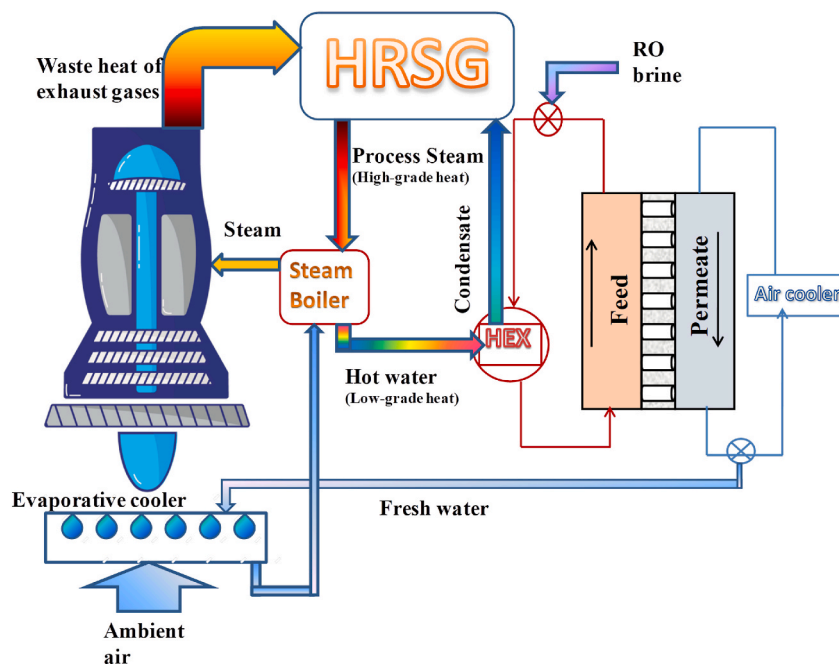 Waste heat of
exhaust gases
HRSG
RO
brine
Process Steam
(High-grade heat)
Steam
Steam
Boiler
Condensate
HEX
Hot water
(Low-grade heat)
Feed
Permeate
Air cooler
Evaporative cooler
Fresh water
Ambient
air